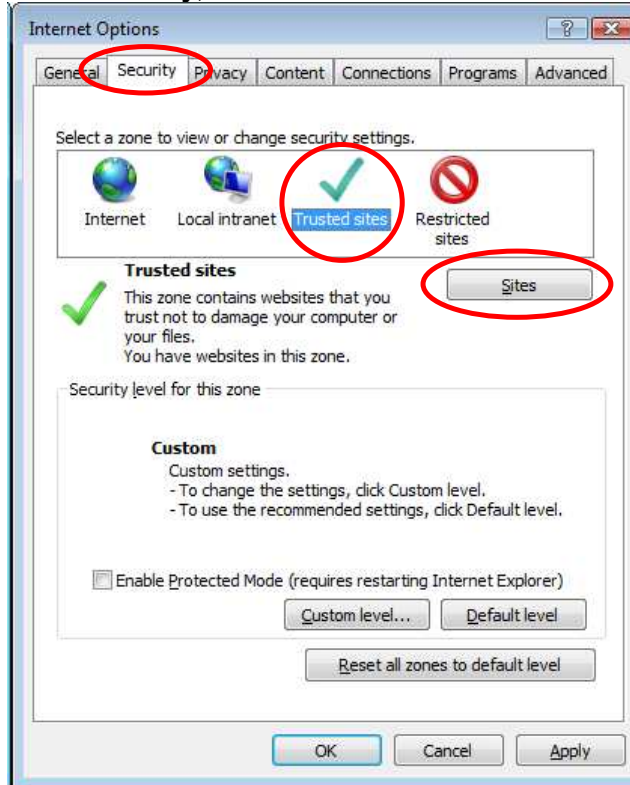 Internet Options
General Security Privacy Content Connections Programs Advanced
Select a zone to view or change security settings.
Internet Local intranet Trusted sites Restricted sites
Trusted sites
Sites
This zone contains websites that you
trust not to damage your computer or
your files.
You have websites in this zone.
Security level for this zone
Custom
Custom settings.
- To change the settings, click Custom level.
- To use the recommended settings, click Default level.
Enable Protected Mode (requires restarting Internet Explorer)
Custom level... Default level
Reset all zones to default level
OK Cancel Apply